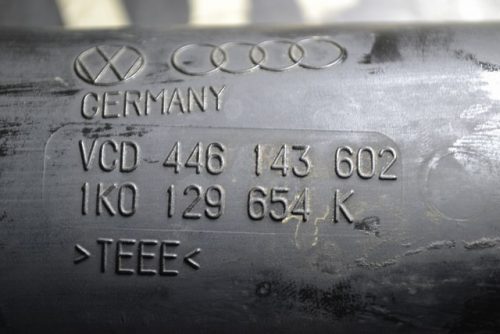 GERMANY
VCD 446 143 602
1K0 129 654 K
>TEEE<